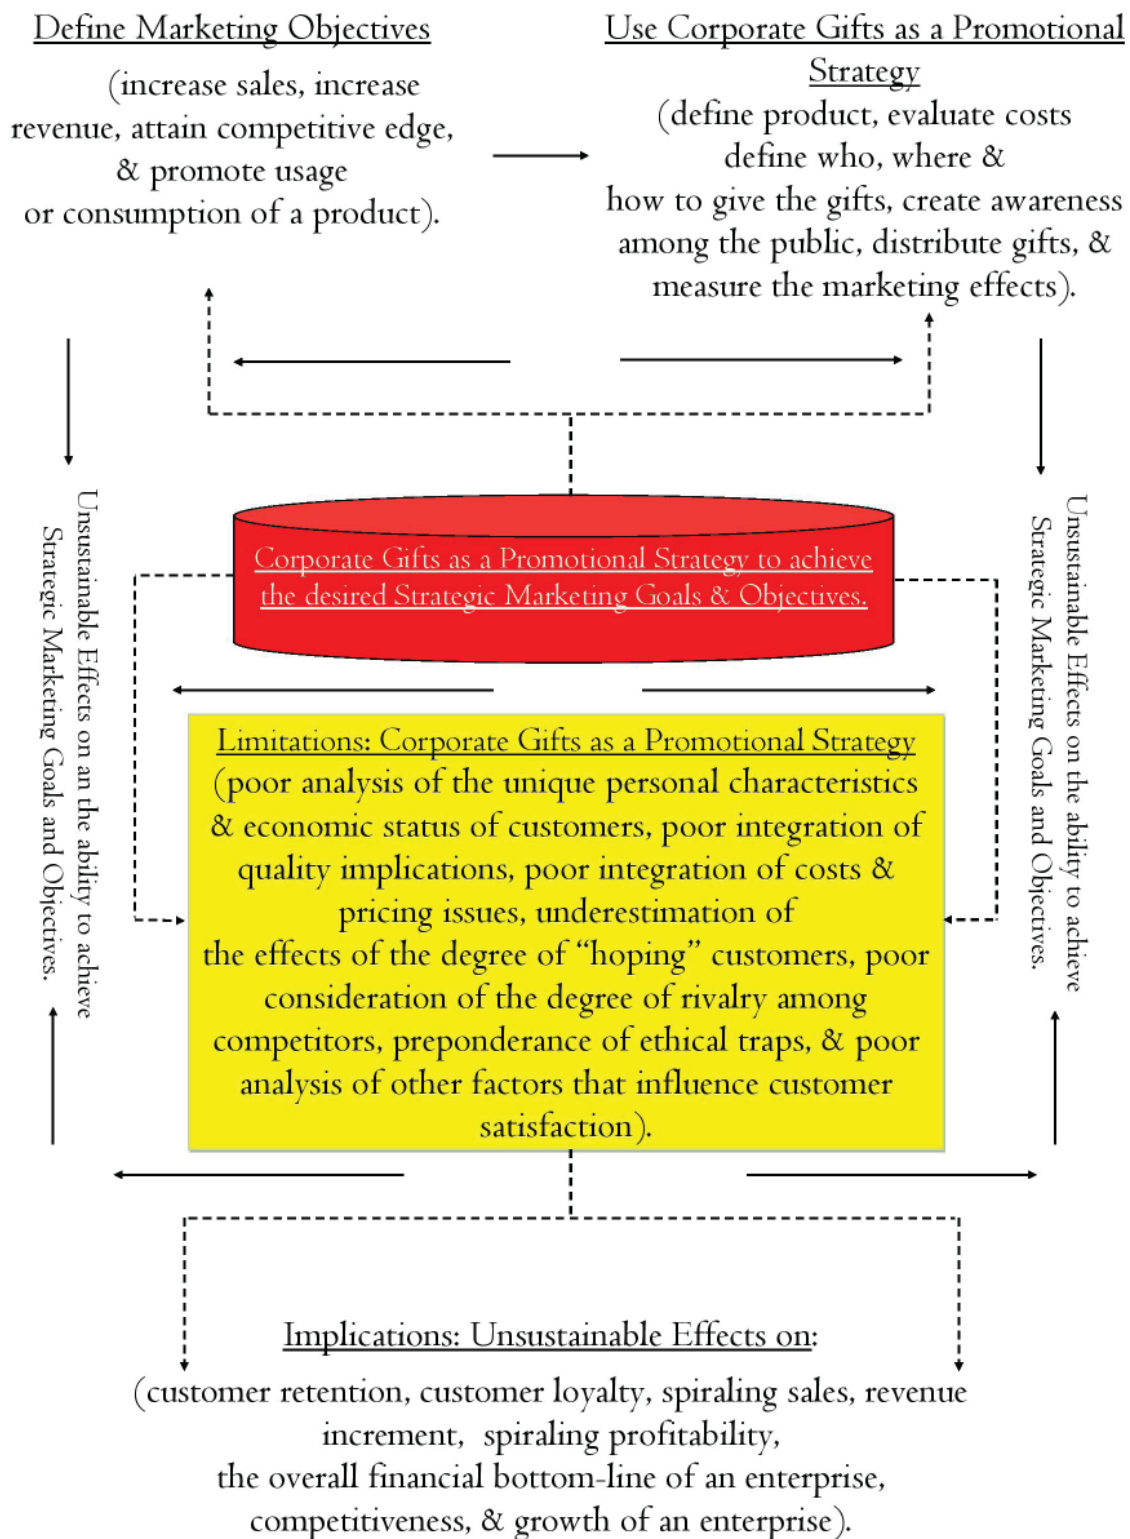 Define Marketing Objectives
(increase sales, increase
revenue, attain competitive edge,
& promote usage
or consumption of a product).
Use Corporate Gifts as a Promotional
Strategy
(define product, evaluate costs
define who, where &
how to give the gifts, create awareness
among the public, distribute gifts, &
measure the marketing effects).
Unsustainable Effects on an the ability to achieve
Strategic Marketing Goals and Objectives.
Corporate Gifts as a Promotional Strategy to achieve
the desired Strategic Marketing Goals & Objectives.
Unsustainable Effects on the ability to achieve
Strategic Marketing Goals and Objectives.
Limitations: Corporate Gifts as a Promotional Strategy
(poor analysis of the unique personal characteristics
& economic status of customers, poor integration of
quality implications, poor integration of costs &
pricing issues, underestimation of
the effects of the degree of “hoping” customers, poor
consideration of the degree of rivalry among
competitors, preponderance of ethical traps, & poor
analysis of other factors that influence customer
satisfaction).
Implications: Unsustainable Effects on:
(customer retention, customer loyalty, spiraling sales, revenue
increment, spiraling profitability,
the overall financial bottom-line of an enterprise,
competitiveness, & growth of an enterprise).